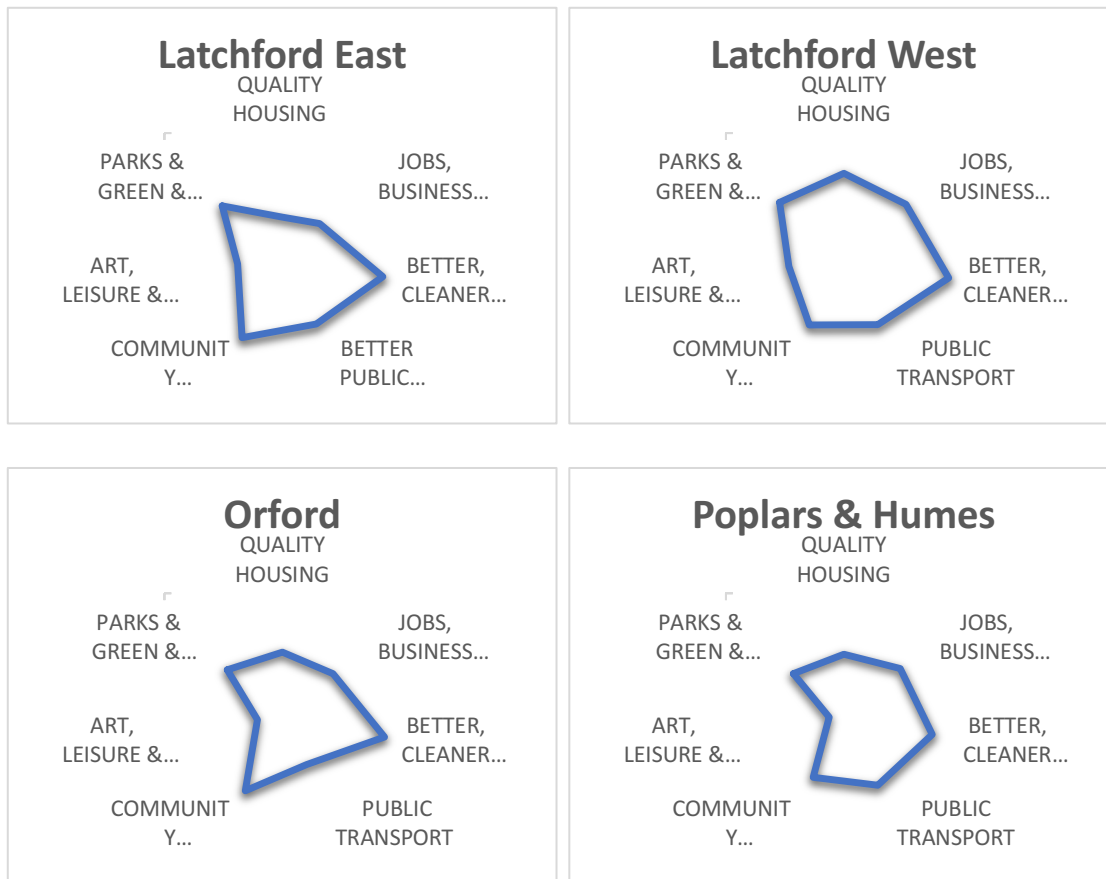 Latchford East
QUALITY
HOUSING
JOBS,
BUSINESS...
BETTER,
CLEANER...
BETTER
PUBLIC...
COMMUNIT
Y...
ART,
LEISURE &...
PARKS &
GREEN &...
Latchford West
QUALITY
HOUSING
JOBS,
BUSINESS...
BETTER,
CLEANER...
PUBLIC
TRANSPORT
COMMUNIT
Y...
ART,
LEISURE &...
PARKS &
GREEN &...
Orford
QUALITY
HOUSING
JOBS,
BUSINESS...
BETTER,
CLEANER...
PUBLIC
TRANSPORT
COMMUNIT
Y...
ART,
LEISURE &...
PARKS &
GREEN &...
Poplars & Humes
QUALITY
HOUSING
JOBS,
BUSINESS...
BETTER,
CLEANER...
PUBLIC
TRANSPORT
COMMUNIT
Y...
ART,
LEISURE &...
PARKS &
GREEN &...